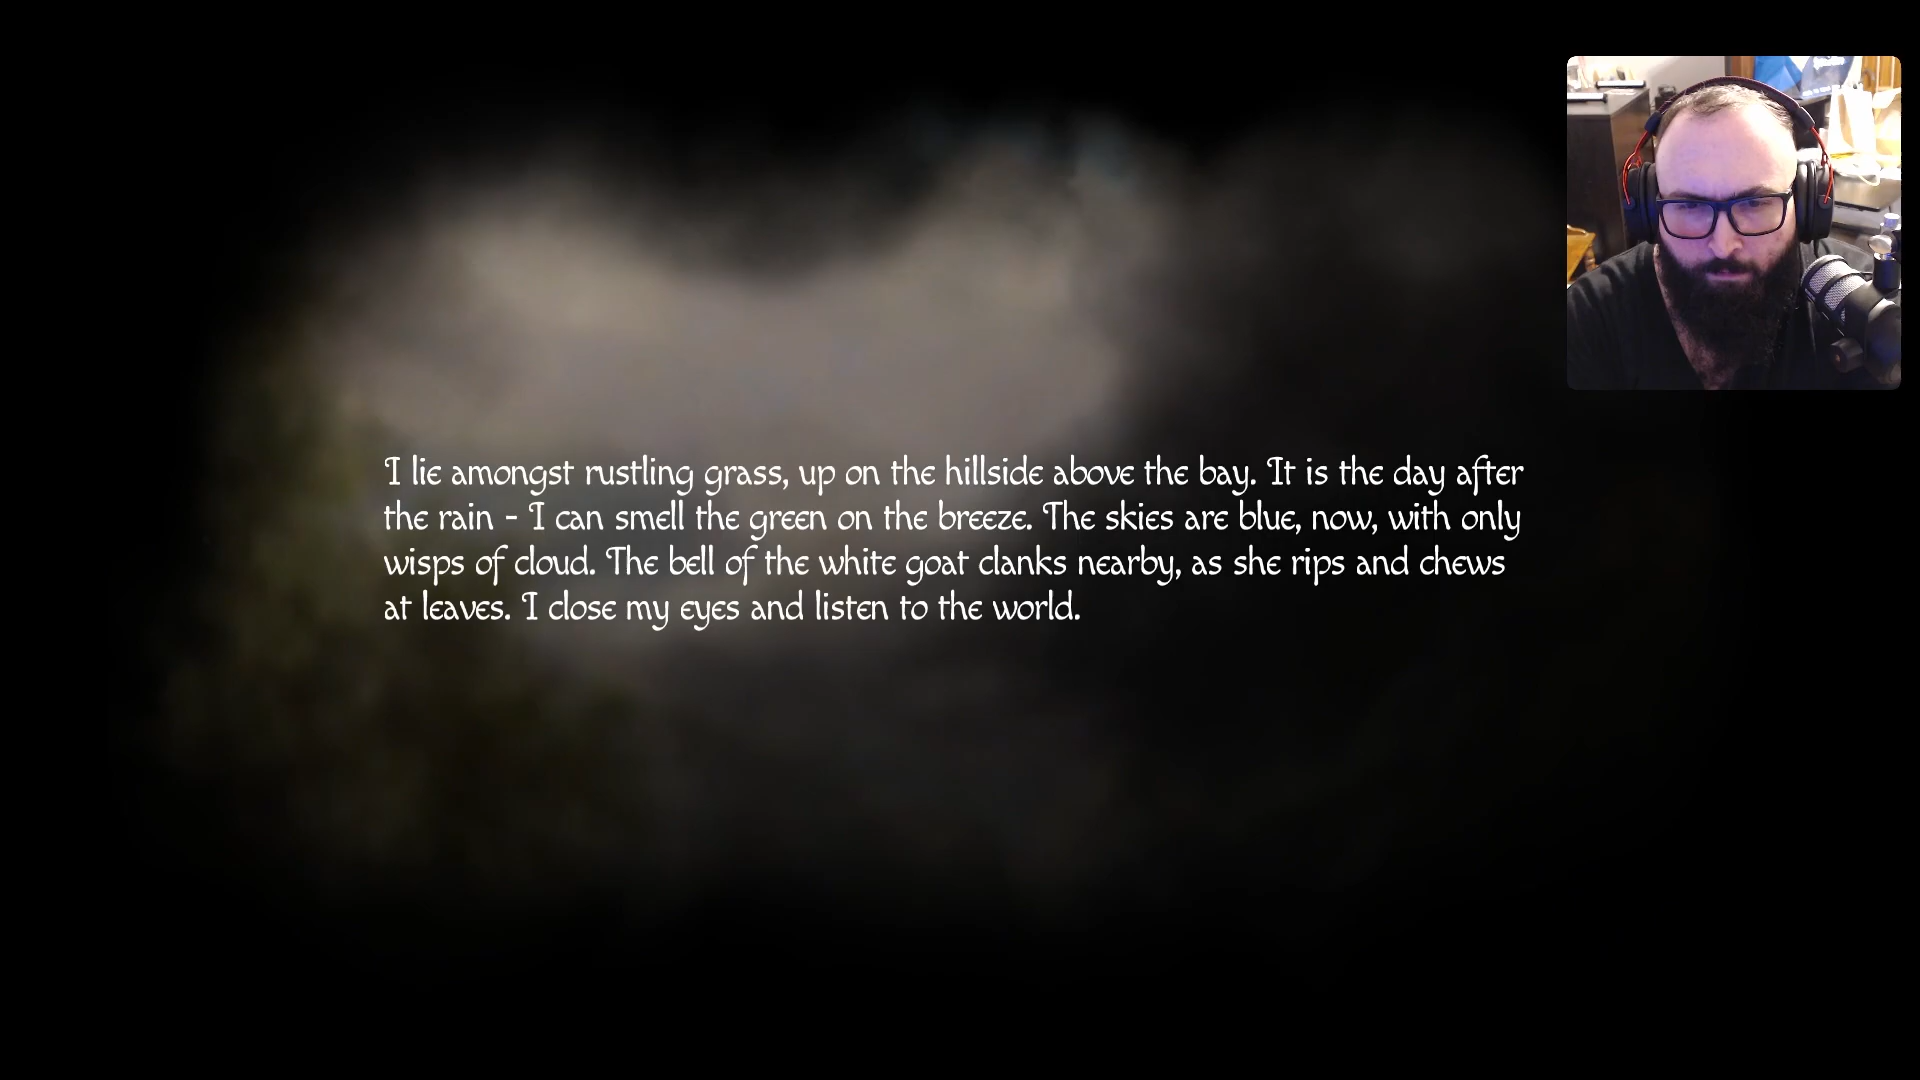 I lie amongst rustling grass, up on the hillside above the bay. It is the day after
the rain - I can smell the green on the breeze. The skies are blue, now, with only
wisps of cloud. The bell of the white goat clanks nearby, as she rips and chews
at leaves. I close my eyes and listen to the world.